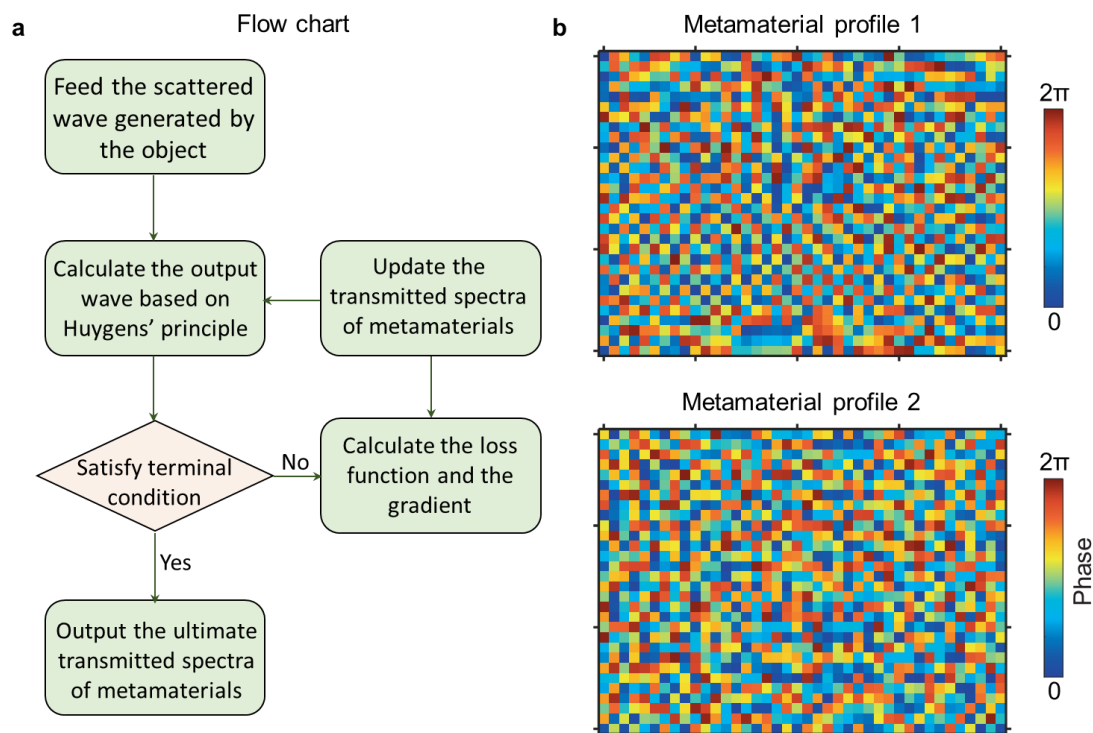 a
Flow chart
Feed the scattered
wave generated by
the object
Calculate the output
wave based on
Huygens’ principle
Update the
transmitted spectra
of metamaterials
Satisfy terminal
condition
No
Calculate the loss
function and the
gradient
Yes
Output the ultimate
transmitted spectra
of metamaterials
b
Metamaterial profile 1
2π
0
Metamaterial profile 2
2π
Phase
0